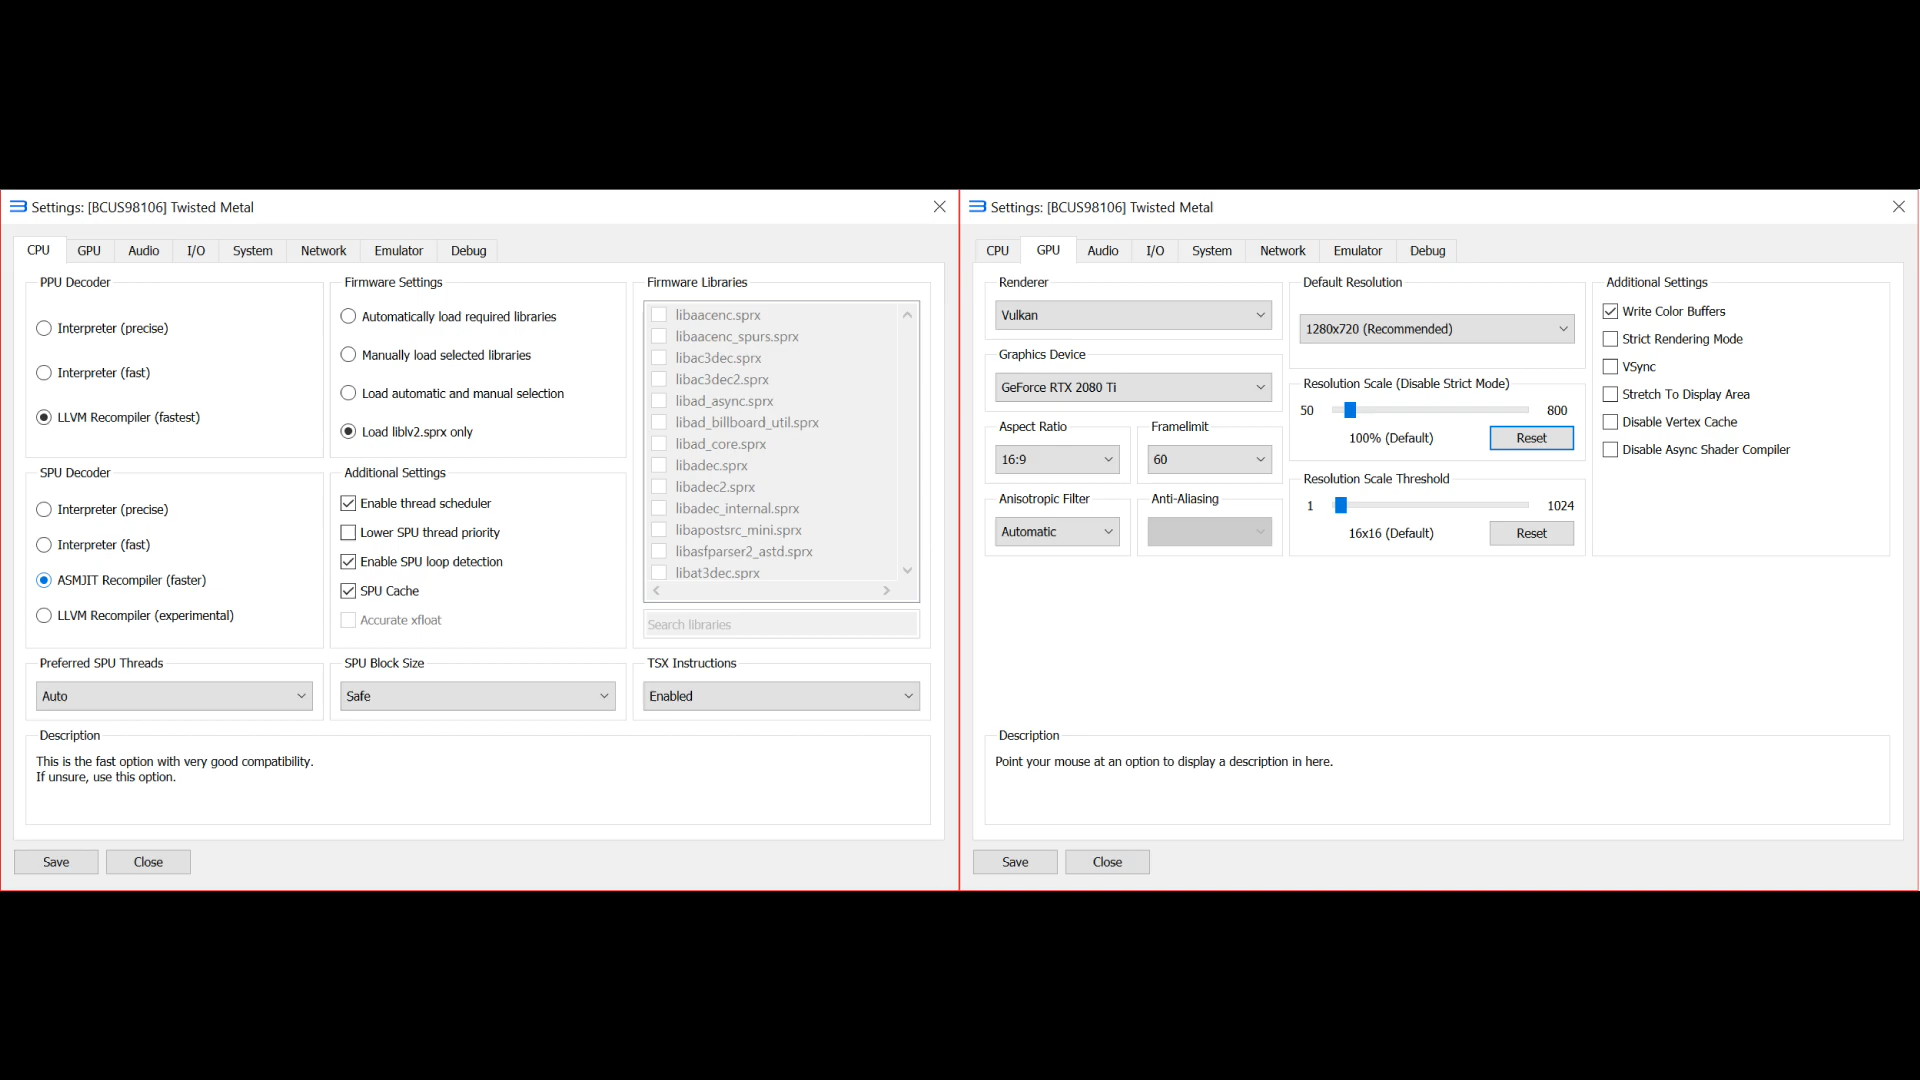 Settings: [BCUS98106] Twisted Metal
CPU GPU Audio I/O System Network Emulator Debug
PPU Decoder
Interpreter (precise)
Interpreter (fast)
LLVM Recompiler (fastest)
SPU Decoder
Interpreter (precise)
Interpreter (fast)
ASMJIT Recompiler (faster)
LLVM Recompiler (experimental)
Preferred SPU Threads
Auto
Firmware Settings
Automatically load required libraries
Manually load selected libraries
Load automatic and manual selection
Load liblv2.sprx only
Additional Settings
Enable thread scheduler
Lower SPU thread priority
Enable SPU loop detection
SPU Cache
Accurate xfloat
SPU Block Size
Safe
Firmware Libraries
libaacenc.sprx
libaacenc_spurs.sprx
libac3dec.sprx
libac3dec2.sprx
libad_async.sprx
libad_billboard_util.sprx
libad_core.sprx
libadec.sprx
libadec2.sprx
libadec_internal.sprx
libapostsrc_mini.sprx
libasfparser2_astd.sprx
libat3dec.sprx
Search libraries
TSX Instructions
Enabled
Description
This is the fast option with very good compatibility.
If unsure, use this option.
Save Close
Settings: [BCUS98106] Twisted Metal
CPU GPU Audio I/O System Network Emulator Debug
Renderer
Vulkan
Graphics Device
GeForce RTX 2080 Ti
Aspect Ratio
16:9
Framelimit
60
Anisotropic Filter
Automatic
Anti-Aliasing
Default Resolution
1280x720 (Recommended)
Resolution Scale (Disable Strict Mode)
50 800
100% (Default) Reset
Resolution Scale Threshold
1 1024
16x16 (Default) Reset
Additional Settings
Write Color Buffers
Strict Rendering Mode
VSync
Stretch To Display Area
Disable Vertex Cache
Disable Async Shader Compiler
Description
Point your mouse at an option to display a description in here.
Save Close